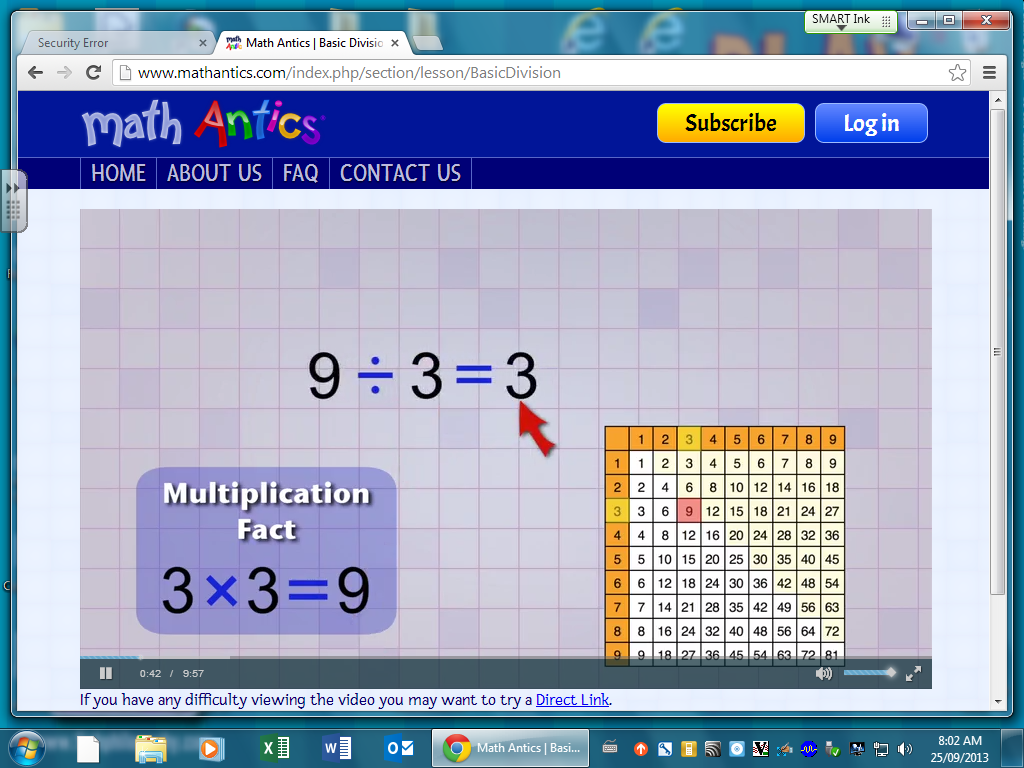 SMART Ink
Security Error
Math Antics | Basic Divisio
www.mathantics.com/index.php/section/lesson/BasicDivision
math Antics
Subscribe
Log in
HOME
ABOUT US
FAQ
CONTACT US
9 ÷ 3 = 3
Multiplication
Fact
3 × 3 = 9
1 2 3 4 5 6 7 8 9
1 1 2 3 4 5 6 7 8 9
2 2 4 6 8 10 12 14 16 18
3 3 6 9 12 15 18 21 24 27
4 4 8 12 16 20 24 28 32 36
5 5 10 15 20 25 30 35 40 45
6 6 12 18 24 30 36 42 48 54
7 7 14 21 28 35 42 49 56 63
8 8 16 24 32 40 48 56 64 72
9 9 18 27 36 45 54 63 72 81
0:42 / 9:57
If you have any difficulty viewing the video you may want to try a Direct Link.
Math Antics | Basi...
8:02 AM
25/09/2013